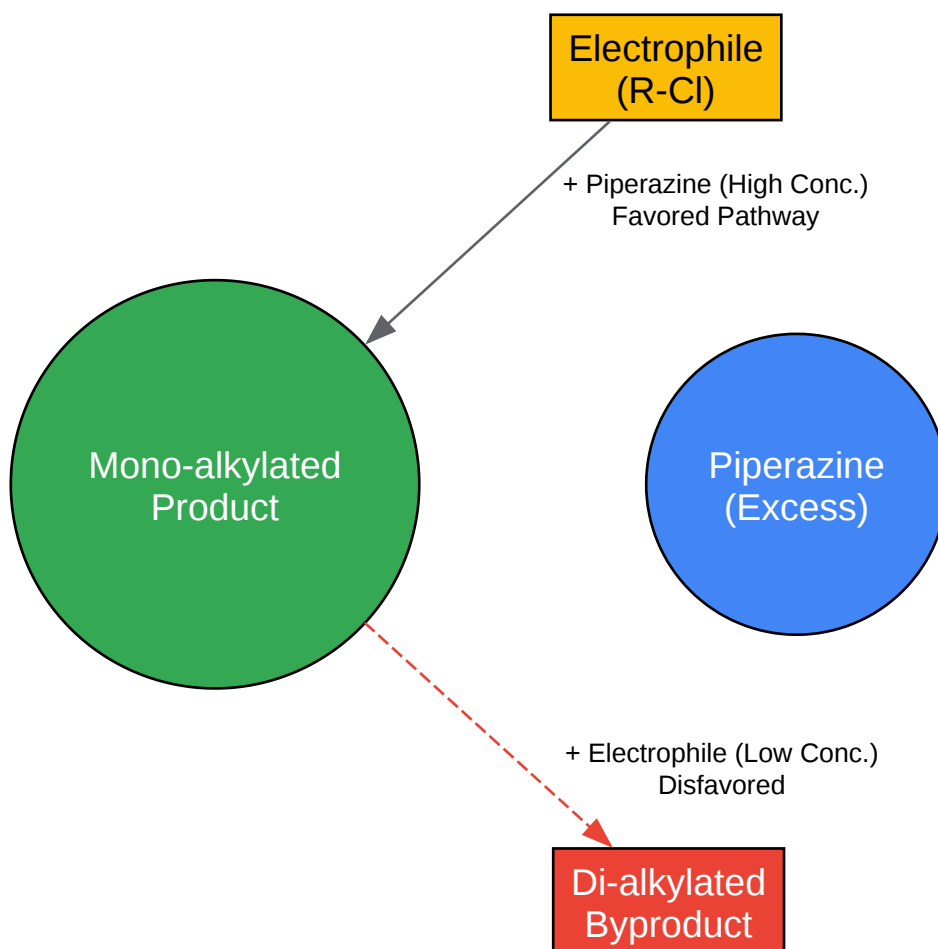 Electrophile
(R-Cl)
+ Piperazine (High Conc.)
Favored Pathway
Mono-alkylated
Product
Piperazine
(Excess)
+ Electrophile (Low Conc.)
Disfavored
Di-alkylated
Byproduct